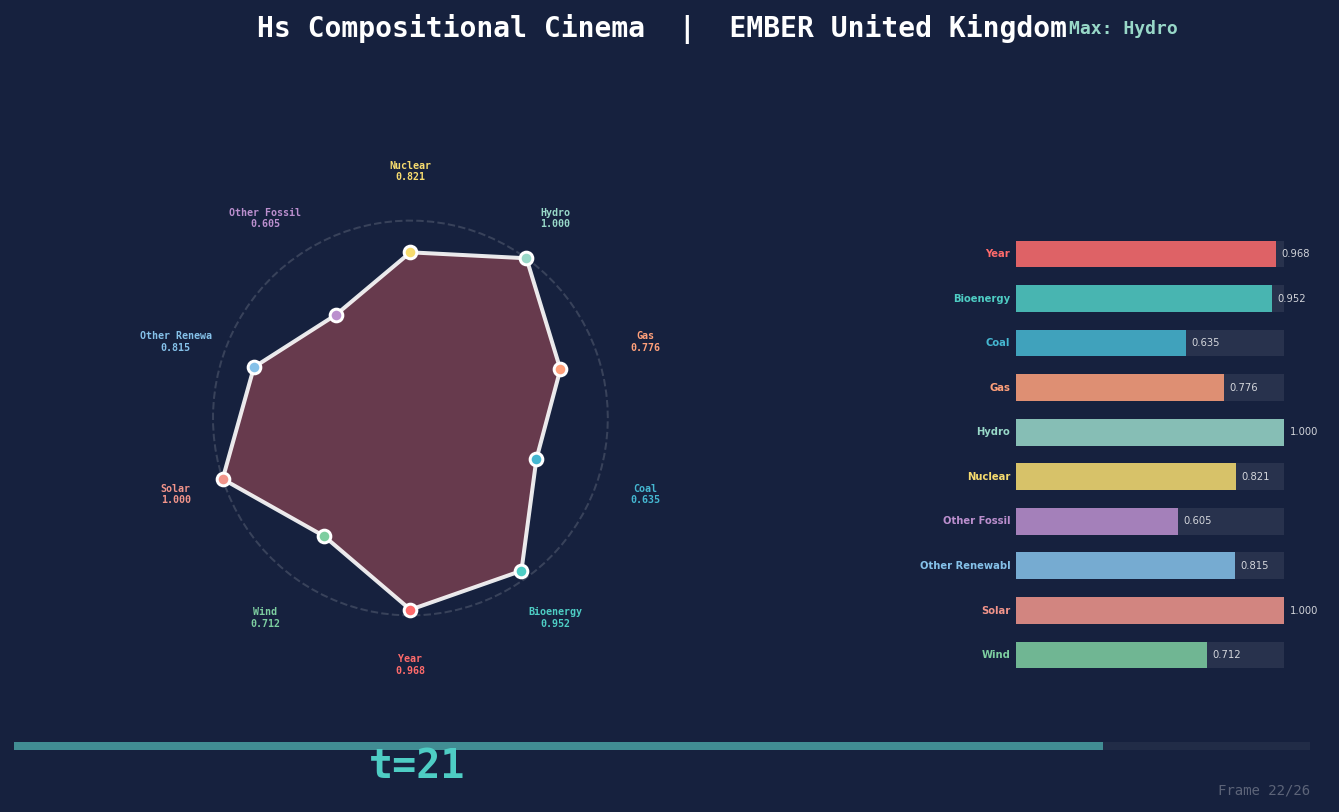 Hs Compositional Cinema | EMBER United Kingdom
Max: Hydro
Nuclear
0.821
Other Fossil
0.605
Hydro
1.000
Other Renewa
0.815
Gas
0.776
Solar
1.000
Coal
0.635
Wind
0.712
Bioenergy
0.952
Year
0.968
Year 0.968
Bioenergy 0.952
Coal 0.635
Gas 0.776
Hydro 1.000
Nuclear 0.821
Other Fossil 0.605
Other Renewabl 0.815
Solar 1.000
Wind 0.712
t=21
Frame 22/26